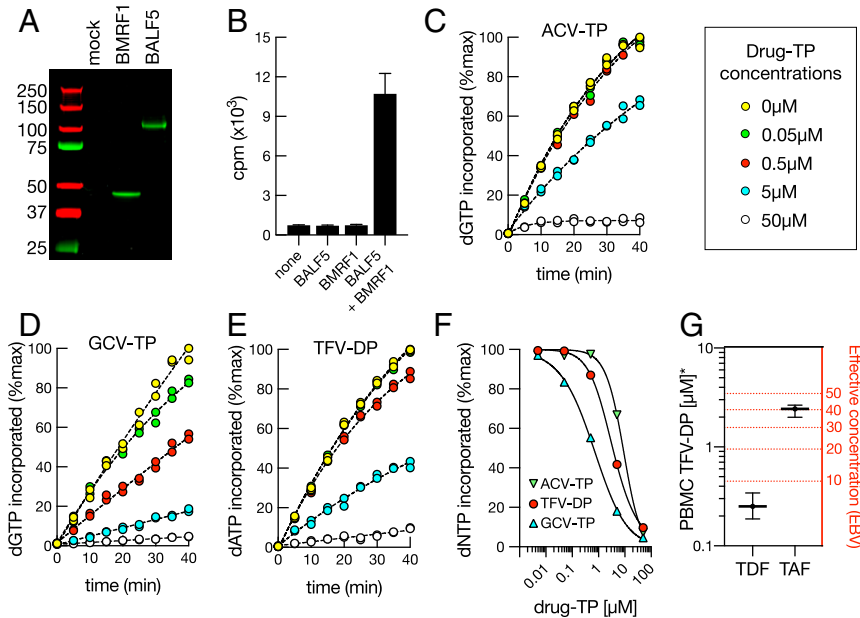 A
mock
BMRF1
BALF5
250
150
100
75
50
37
25
B
cpm (x10³)
15
12
9
6
3
0
none
BALF5
BMRF1
BALF5
+ BMRF1
C
ACV-TP
dGTP incorporated (%max)
100
80
60
40
20
0
0 10 20 30 40
time (min)
Drug-TP
concentrations
0µM
0.05µM
0.5µM
5µM
50µM
D
GCV-TP
dGTP incorporated (%max)
100
80
60
40
20
0
0 10 20 30 40
time (min)
E
TFV-DP
dATP incorporated (%max)
100
80
60
40
20
0
0 10 20 30 40
time (min)
F
dNTP incorporated (%max)
100
80
60
40
20
0
ACV-TP
TFV-DP
GCV-TP
0.01 0.1 1 10 100
drug-TP [µM]
G
PBMC TFV-DP [µM]*
10
1
0.1
TDF TAF
50
40
30
20
10
Effective concentration (EBV)